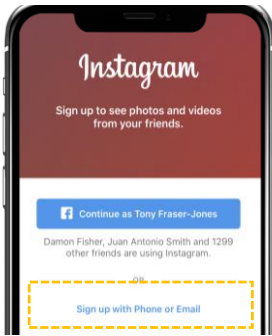 Instagram
Sign up to see photos and videos
from your friends.
Continue as Tony Fraser-Jones
Damon Fisher, Juan Antonio Smith and 1299
other friends are using Instagram.
OR
Sign up with Phone or Email